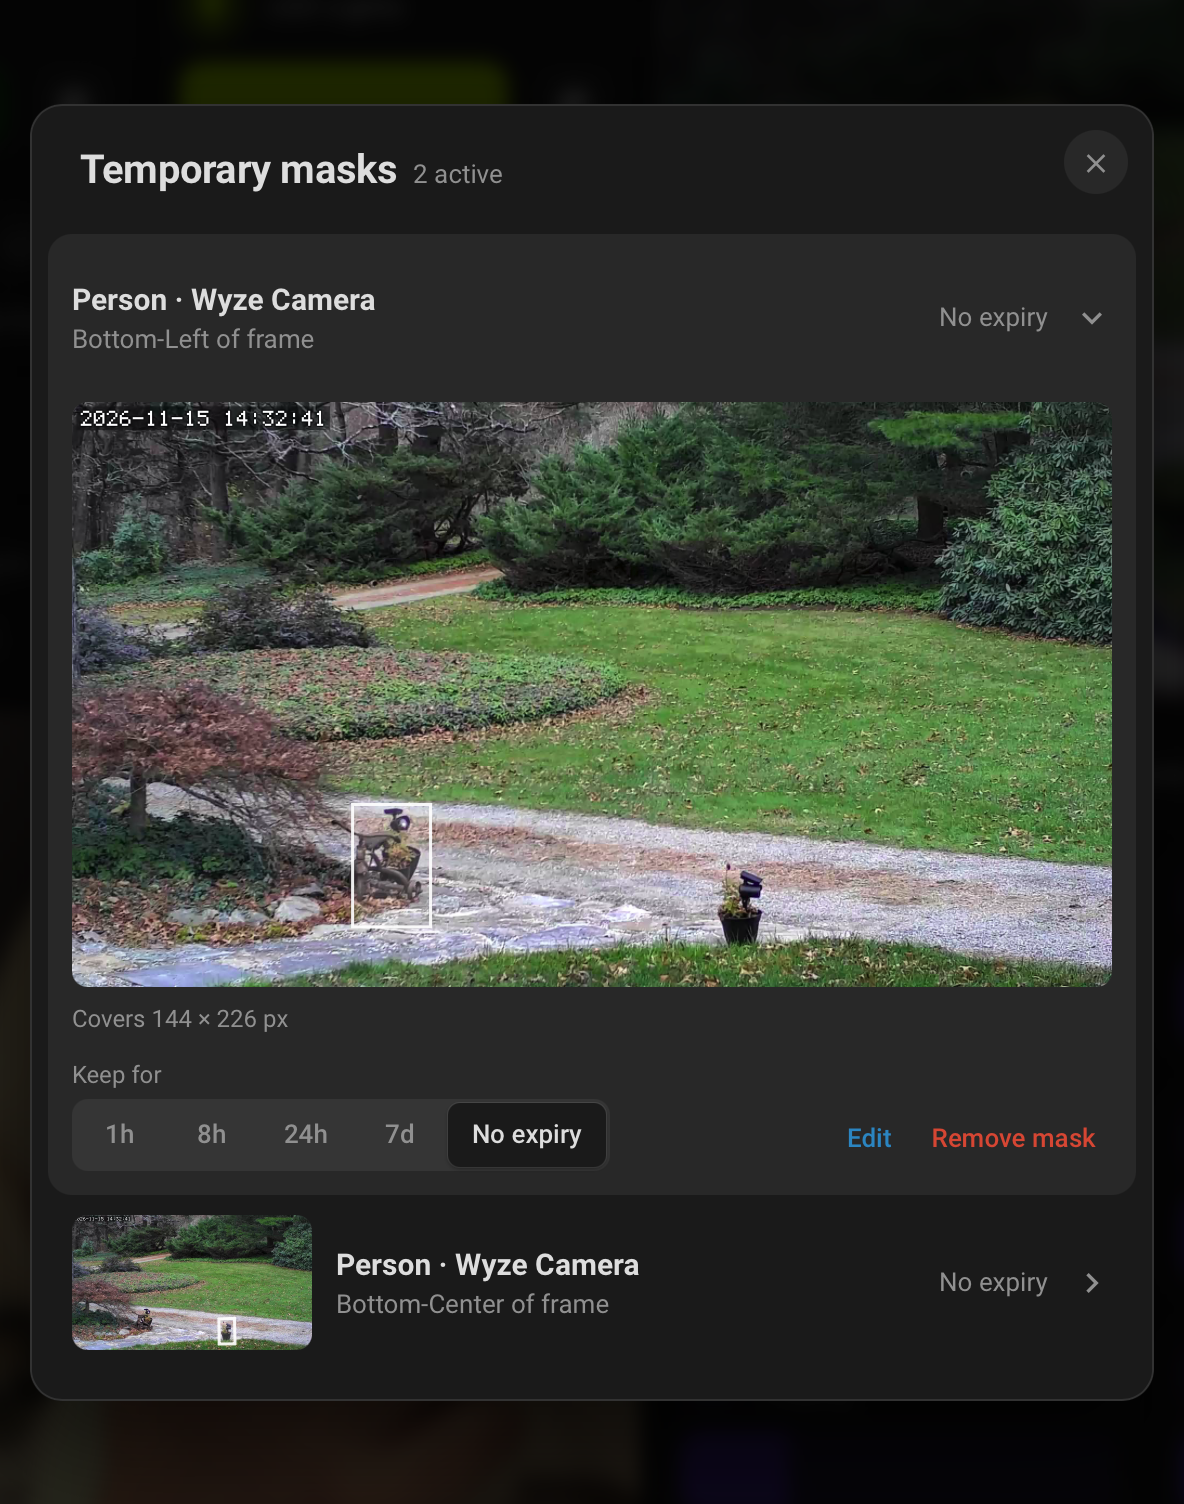 Temporary masks 2 active
Person · Wyze Camera
Bottom-Left of frame
No expiry
2026-11-15 14:32:41
Covers 144 × 226 px
Keep for
1h 8h 24h 7d No expiry
Edit Remove mask
Person · Wyze Camera
Bottom-Center of frame
No expiry